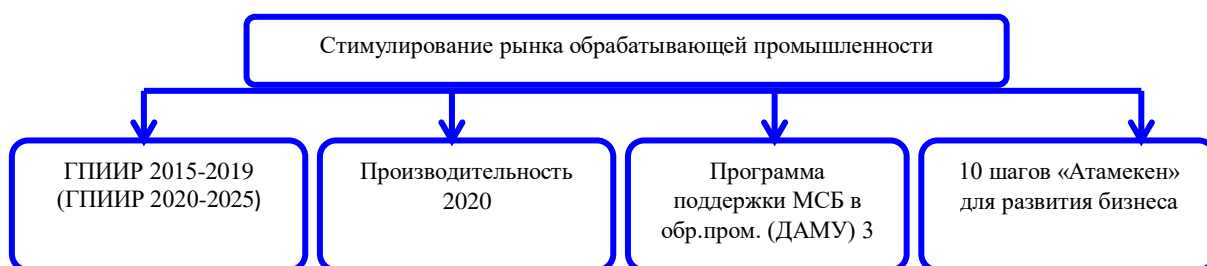 Стимулирование рынка обрабатывающей промышленности
ГПИИР 2015-2019
(ГПИИР 2020-2025)
Производительность
2020
Программа
поддержки МСБ в
обр.пром. (ДАМУ) 3
10 шагов «Атамекен»
для развития бизнеса